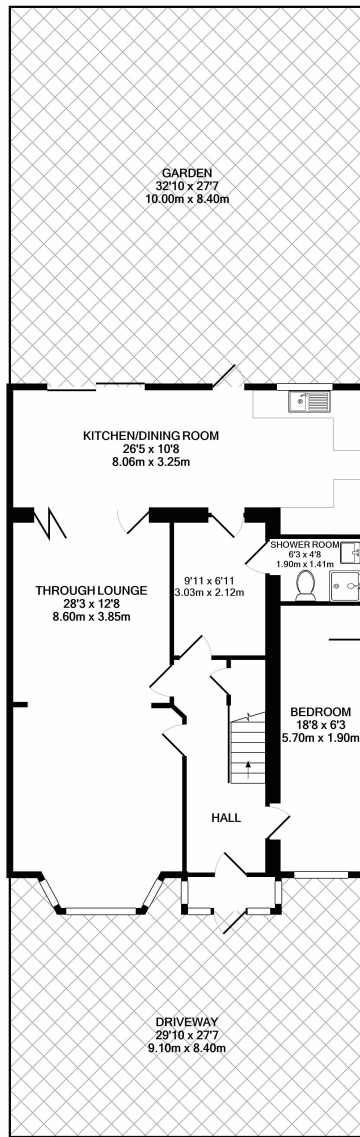 GARDEN
32'10 x 27'7
10.00m x 8.40m
KITCHEN/DINING ROOM
26'5 x 10'8
8.06m x 3.25m
SHOWER ROOM
6'3 x 4'8
1.90m x 1.41m
9'11 x 6'11
3.03m x 2.12m
THROUGH LOUNGE
28'3 x 12'8
8.60m x 3.85m
BEDROOM
18'8 x 6'3
5.70m x 1.90m
HALL
DRIVEWAY
29'10 x 27'7
9.10m x 8.40m